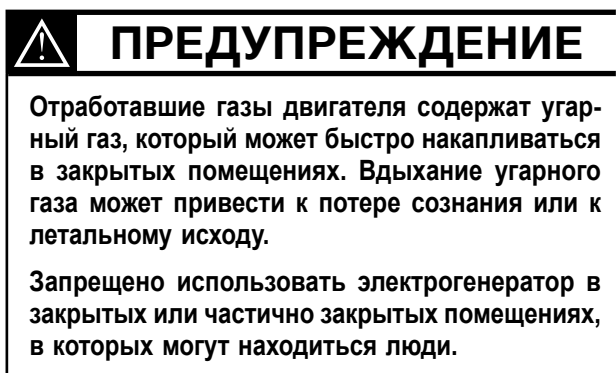 ПРЕДУПРЕЖДЕНИЕ
Отработавшие газы двигателя содержат угар-
ный газ, который может быстро накапливаться
в закрытых помещениях. Вдыхание угарного
газа может привести к потере сознания или к
летальному исходу.
Запрещено использовать электрогенератор в
закрытых или частично закрытых помещениях,
в которых могут находиться люди.